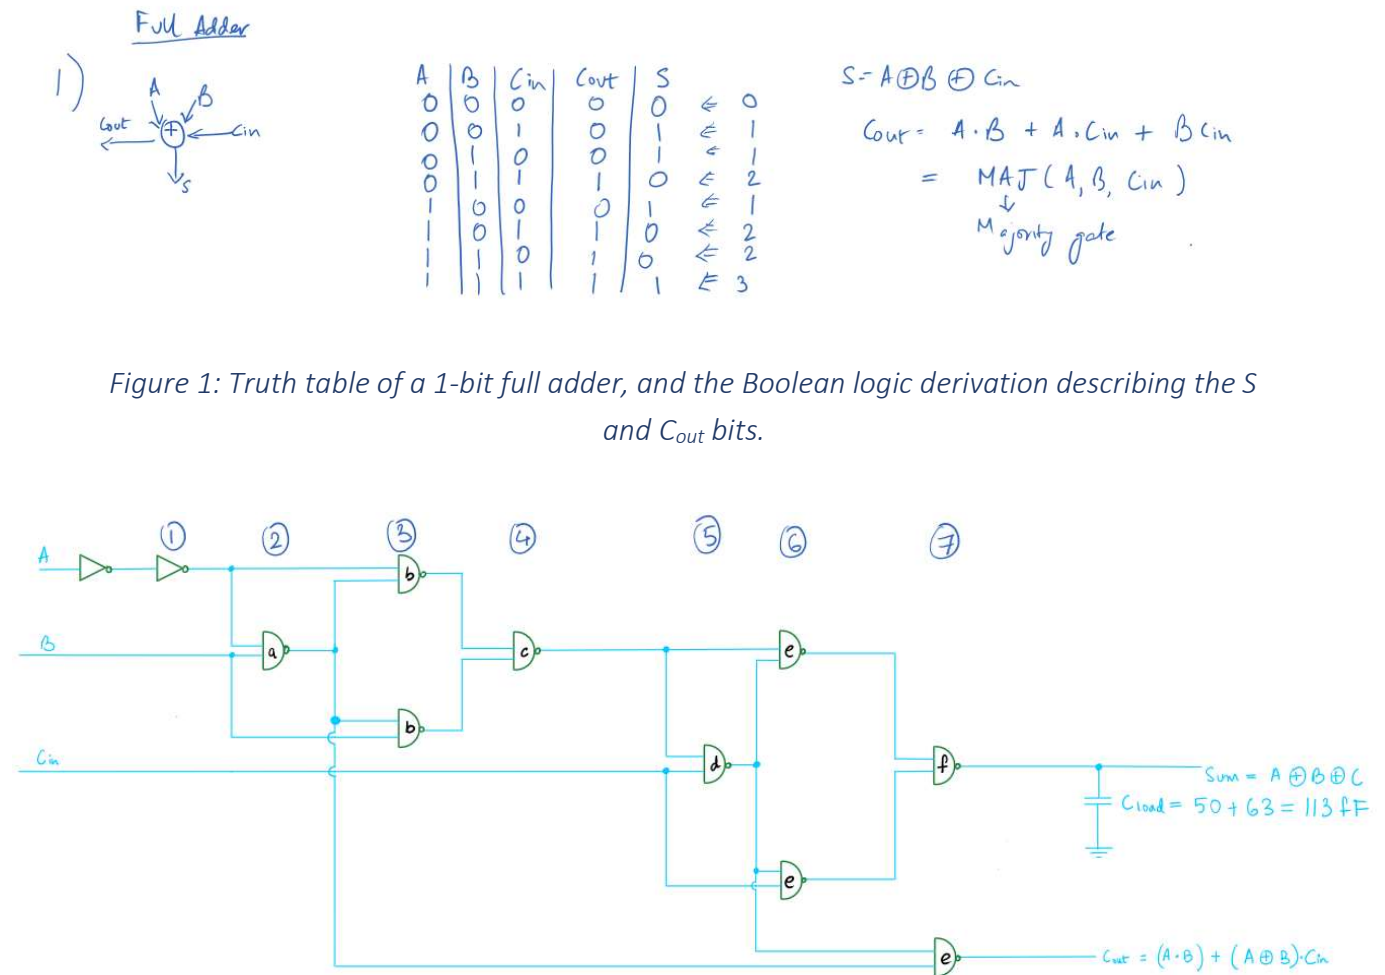 Full Adder
1)
A
B
Cout
+
Cin
S
A B Cin Cout S
0 0 0 0 0 ⇐ 0
0 0 1 0 1 ⇐ 1
0 1 0 0 1 ⇐ 1
0 1 1 1 0 ⇐ 2
1 0 0 0 1 ⇐ 1
1 0 1 1 0 ⇐ 2
1 1 0 1 0 ⇐ 2
1 1 1 1 1 ⇐ 3
S = A⊕B ⊕ Cin
Cout = A·B + A·Cin + B Cin
= MAJ (A, B, Cin)
↓
Majority gate
Figure 1: Truth table of a 1-bit full adder, and the Boolean logic derivation describing the S
and Cout bits.
① ② ③ ④ ⑤ ⑥ ⑦
A
b
B
a
c
e
b
Cin
d
f
Sum = A ⊕ B ⊕ C
Cload = 50 + 63 = 113 fF
e
e
Cout = (A·B) + (A ⊕ B)·Cin